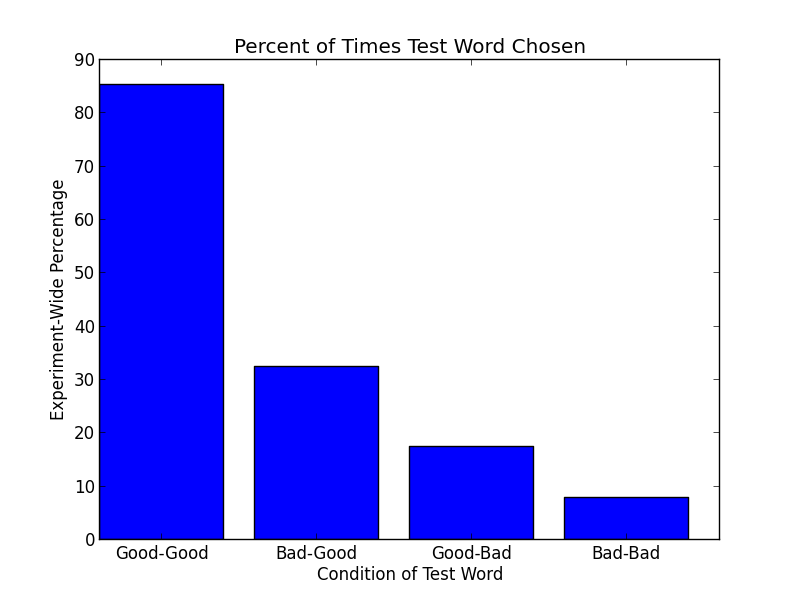 Percent of Times Test Word Chosen
90
80
70
60
50
40
30
20
10
0
Experiment-Wide Percentage
Good-Good Bad-Good Good-Bad Bad-Bad
Condition of Test Word